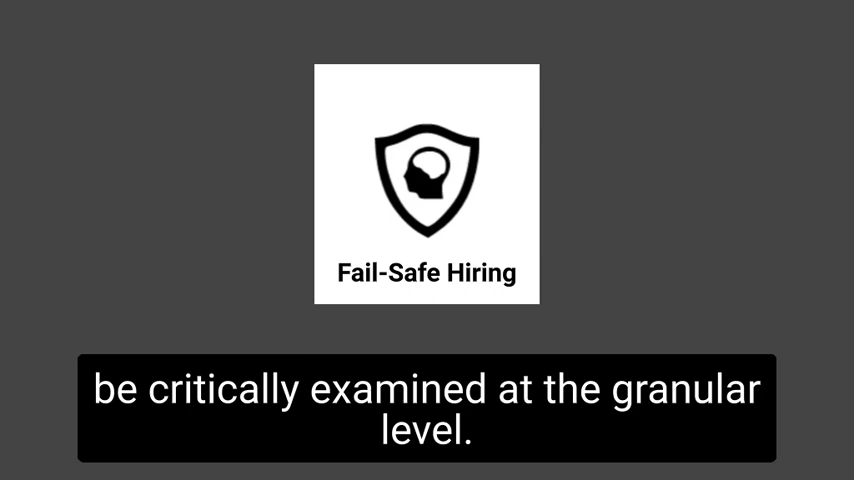 Fail-Safe Hiring
be critically examined at the granular
level.